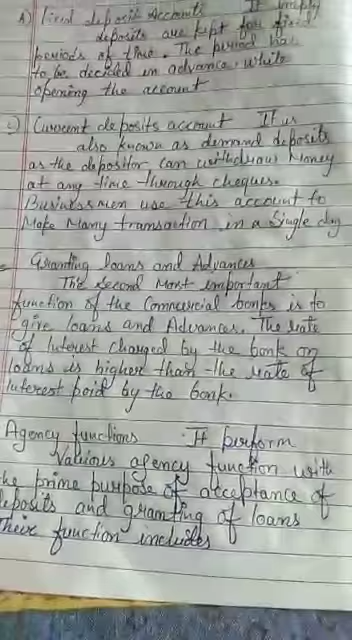 A) Fixed deposit Accounts It imply
deposits are kept for fixed
periods of time. The period has
to be decided in advance. while
opening the account
c) Current deposits account It is
also known as demand deposits
as the depositor can withdraw Money
at any time through cheques.
Businessmen use this account to
Make Many transaction in a Single day
Granting loans and Advances
This second Most important
function of the Commercial banks is to
give loans and Advances. The rate
of Interest charged by the bank on
loans is higher than the rate of
Interest paid by the bank.
Agency functions It perform
Various agency function with
the prime purpose of acceptance of
deposits and granting of loans
Their function includes